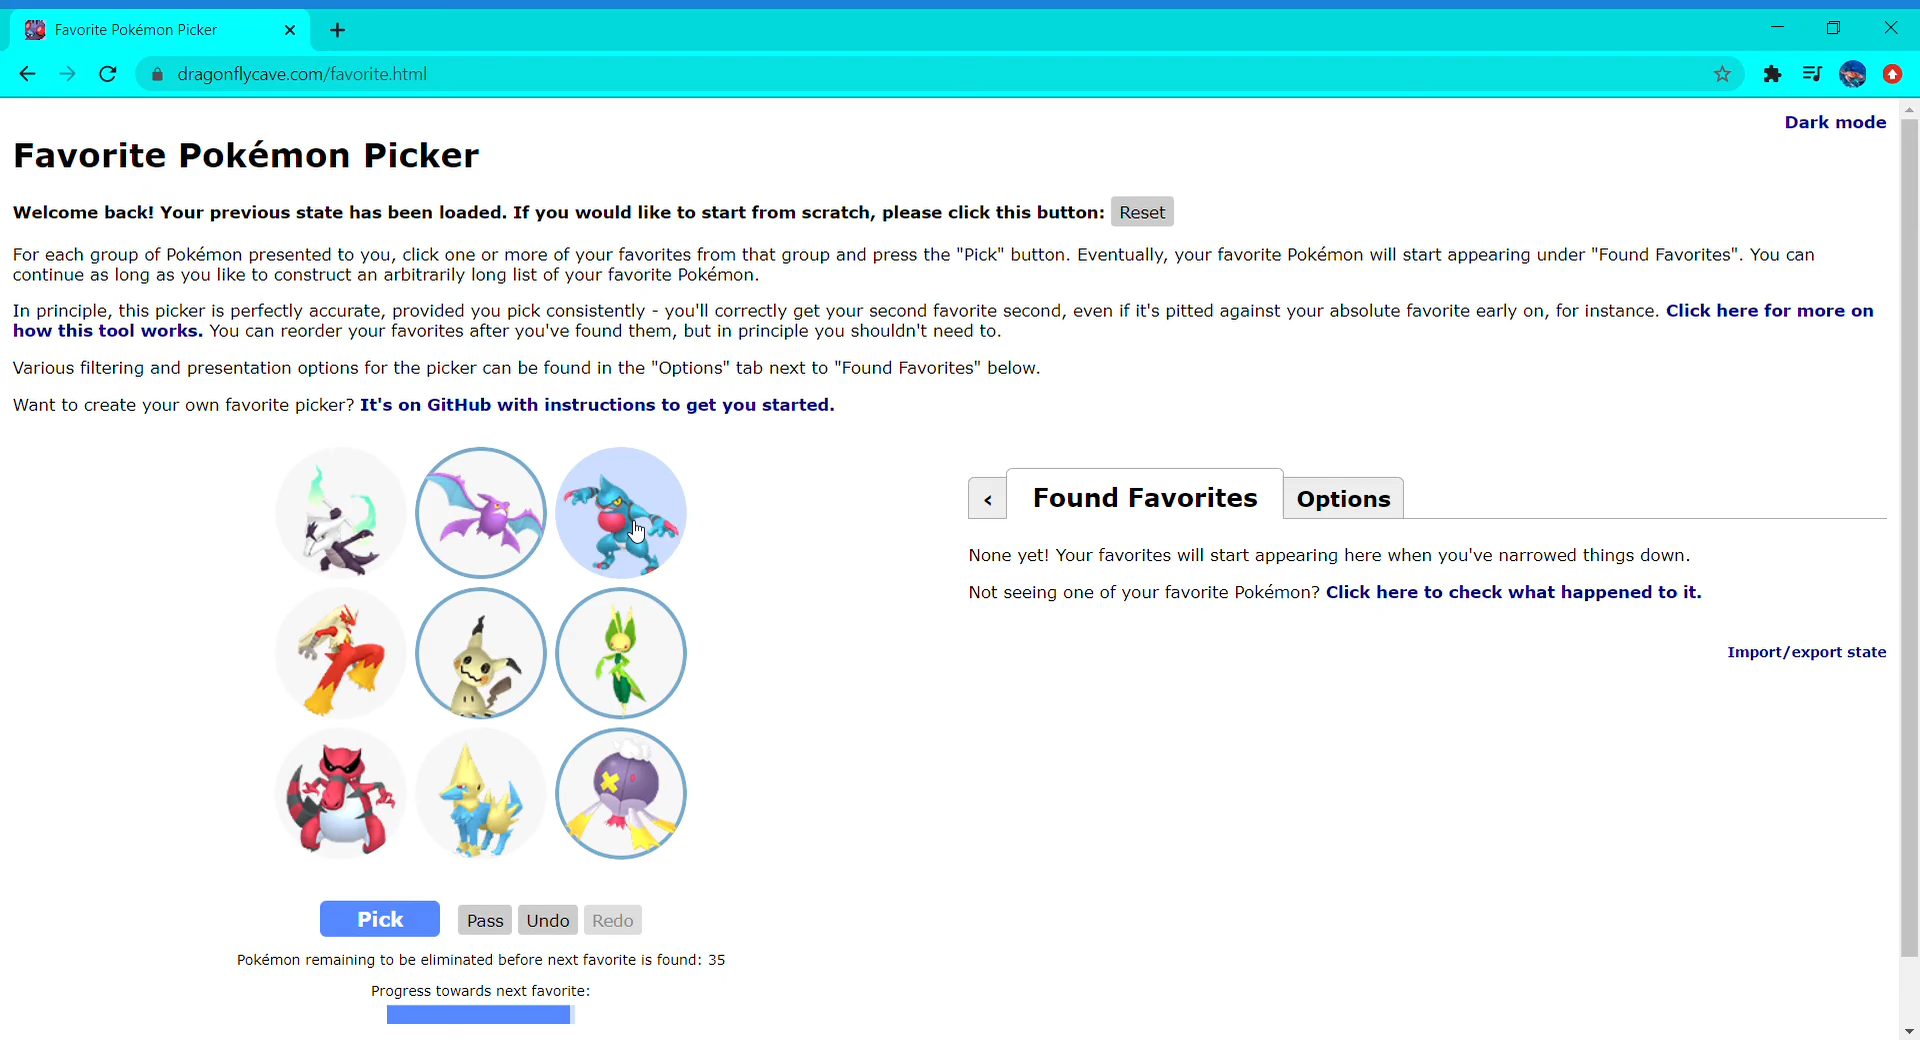 Favorite Pokémon Picker
dragonflycave.com/favorite.html
Dark mode
Favorite Pokémon Picker
Welcome back! Your previous state has been loaded. If you would like to start from scratch, please click this button: Reset
For each group of Pokémon presented to you, click one or more of your favorites from that group and press the "Pick" button. Eventually, your favorite Pokémon will start appearing under "Found Favorites". You can
continue as long as you like to construct an arbitrarily long list of your favorite Pokémon.
In principle, this picker is perfectly accurate, provided you pick consistently - you'll correctly get your second favorite second, even if it's pitted against your absolute favorite early on, for instance. Click here for more on
how this tool works. You can reorder your favorites after you've found them, but in principle you shouldn't need to.
Various filtering and presentation options for the picker can be found in the "Options" tab next to "Found Favorites" below.
Want to create your own favorite picker? It's on GitHub with instructions to get you started.
‹ Found Favorites Options
None yet! Your favorites will start appearing here when you've narrowed things down.
Not seeing one of your favorite Pokémon? Click here to check what happened to it.
Import/export state
Pick Pass Undo Redo
Pokémon remaining to be eliminated before next favorite is found: 35
Progress towards next favorite: